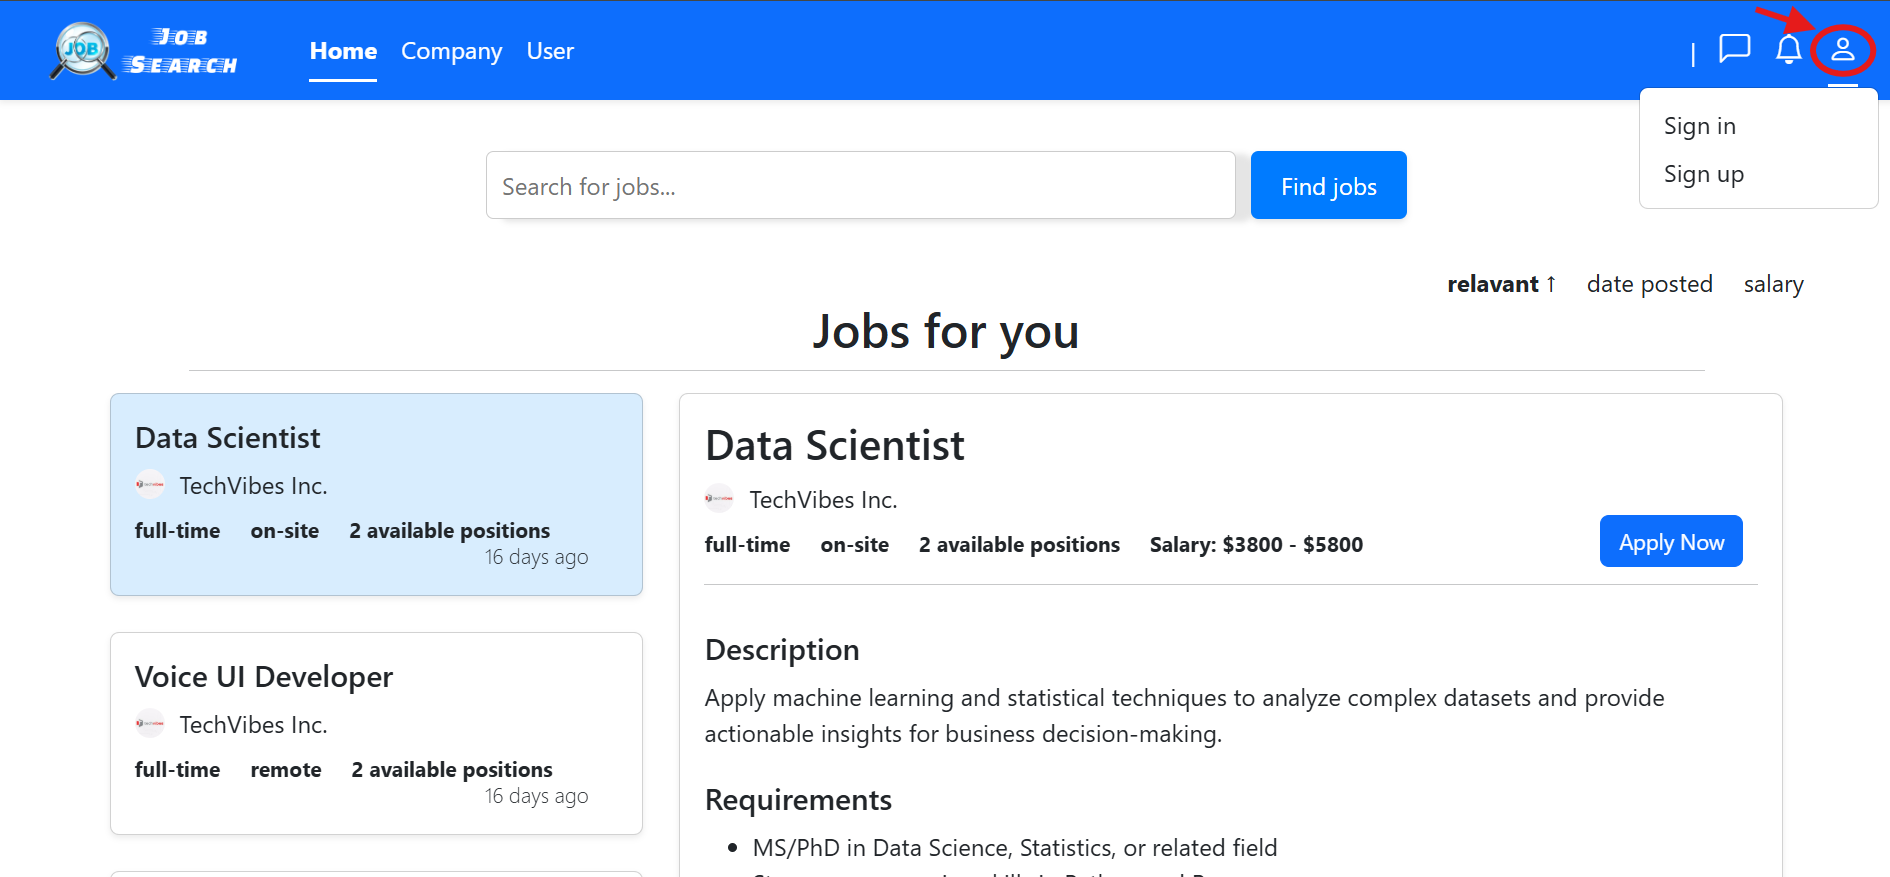 JOB
JOB
SEARCH
Home Company User
|
Sign in
Sign up
Search for jobs...
Find jobs
relavant ↑ date posted salary
Jobs for you
Data Scientist
TechVibes Inc.
full-time on-site 2 available positions
16 days ago
Voice UI Developer
TechVibes Inc.
full-time remote 2 available positions
16 days ago
Data Scientist
TechVibes Inc.
full-time on-site 2 available positions Salary: $3800 - $5800
Apply Now
Description
Apply machine learning and statistical techniques to analyze complex datasets and provide
actionable insights for business decision-making.
Requirements
• MS/PhD in Data Science, Statistics, or related field